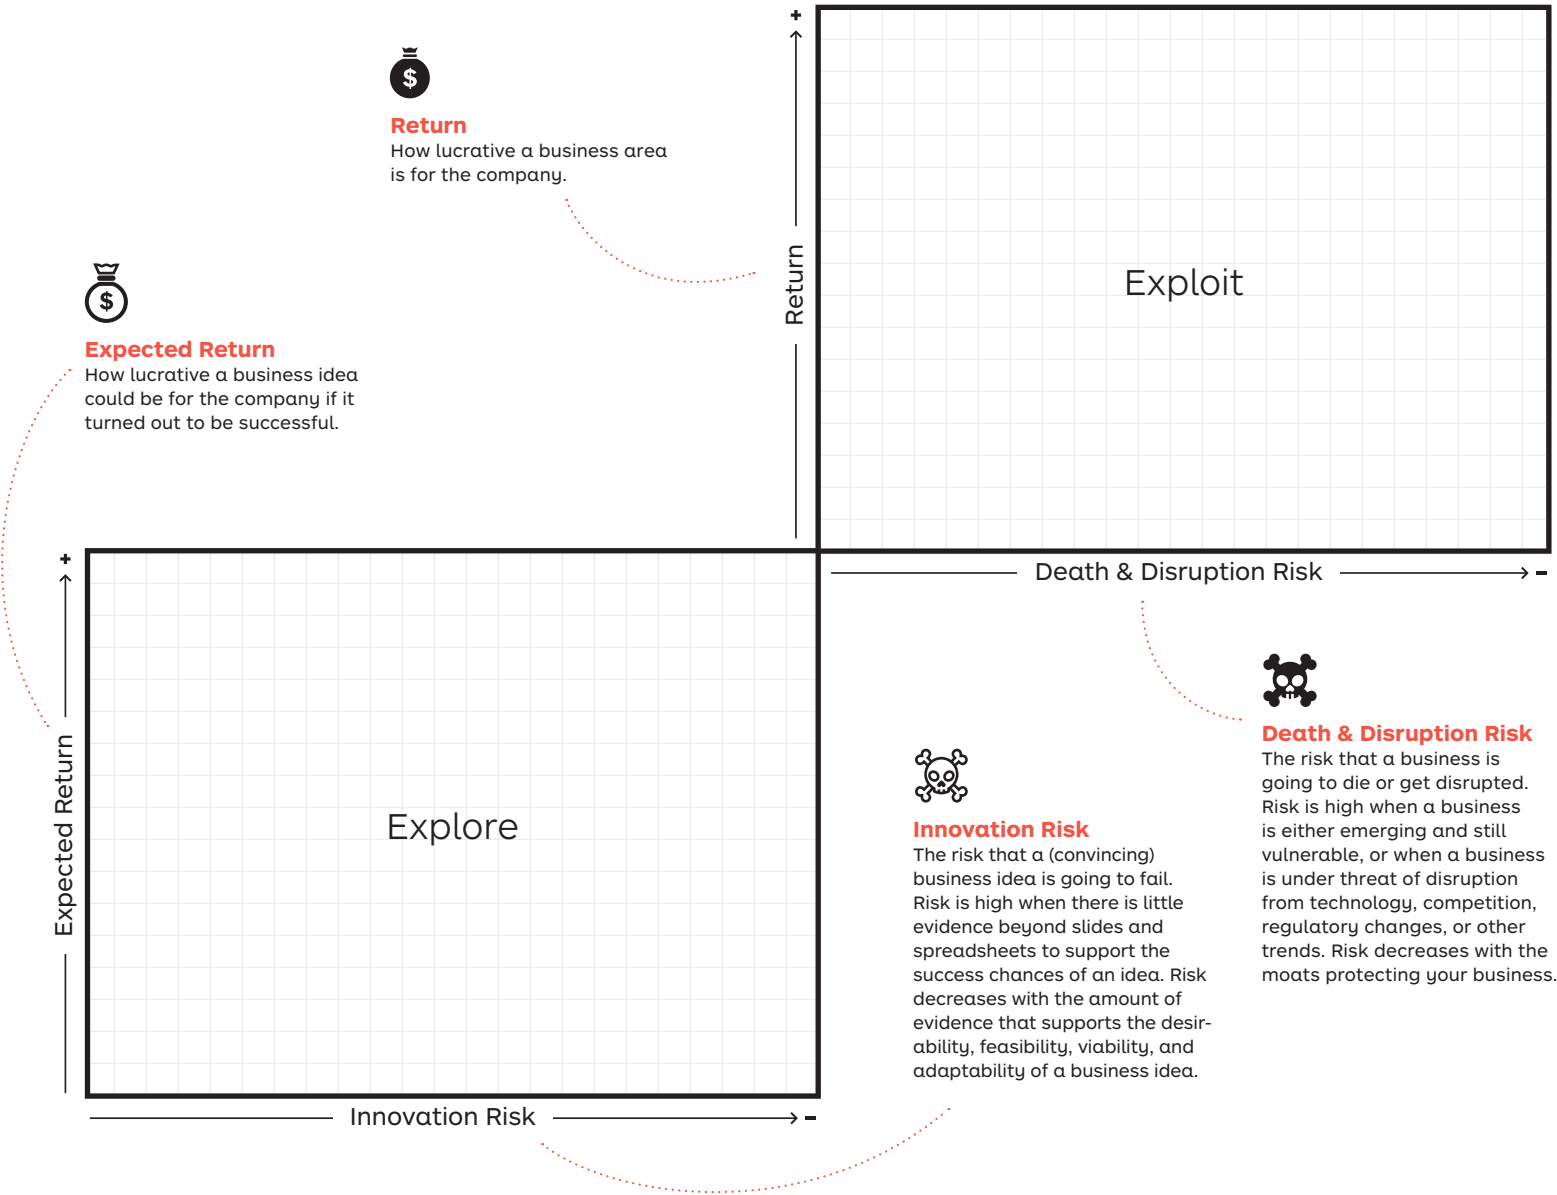 $
Return
How lucrative a business area
is for the company.
$
Expected Return
How lucrative a business idea
could be for the company if it
turned out to be successful.
+
Return
Exploit
Death & Disruption Risk
-
+
Expected Return
Explore
Innovation Risk
-
Innovation Risk
The risk that a (convincing)
business idea is going to fail.
Risk is high when there is little
evidence beyond slides and
spreadsheets to support the
success chances of an idea. Risk
decreases with the amount of
evidence that supports the desir-
ability, feasibility, viability, and
adaptability of a business idea.
Death & Disruption Risk
The risk that a business is
going to die or get disrupted.
Risk is high when a business
is either emerging and still
vulnerable, or when a business
is under threat of disruption
from technology, competition,
regulatory changes, or other
trends. Risk decreases with the
moats protecting your business.